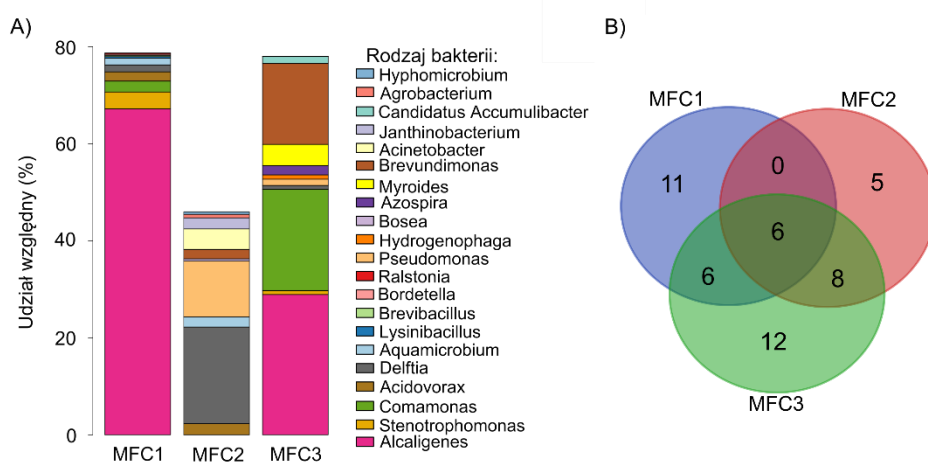 A)
Udział względny (%)
80
60
40
20
0
MFC1
MFC2
MFC3
Rodzaj bakterii:
Hyphomicrobium
Agrobacterium
Candidatus Accumulibacter
Janthinobacterium
Acinetobacter
Brevundimonas
Myroides
Azospira
Bosea
Hydrogenophaga
Pseudomonas
Ralstonia
Bordetella
Brevibacillus
Lysinibacillus
Aquamicrobium
Delftia
Acidovorax
Comamonas
Stenotrophomonas
Alcaligenes
B)
MFC1
MFC2
11
0
5
6
6
8
12
MFC3